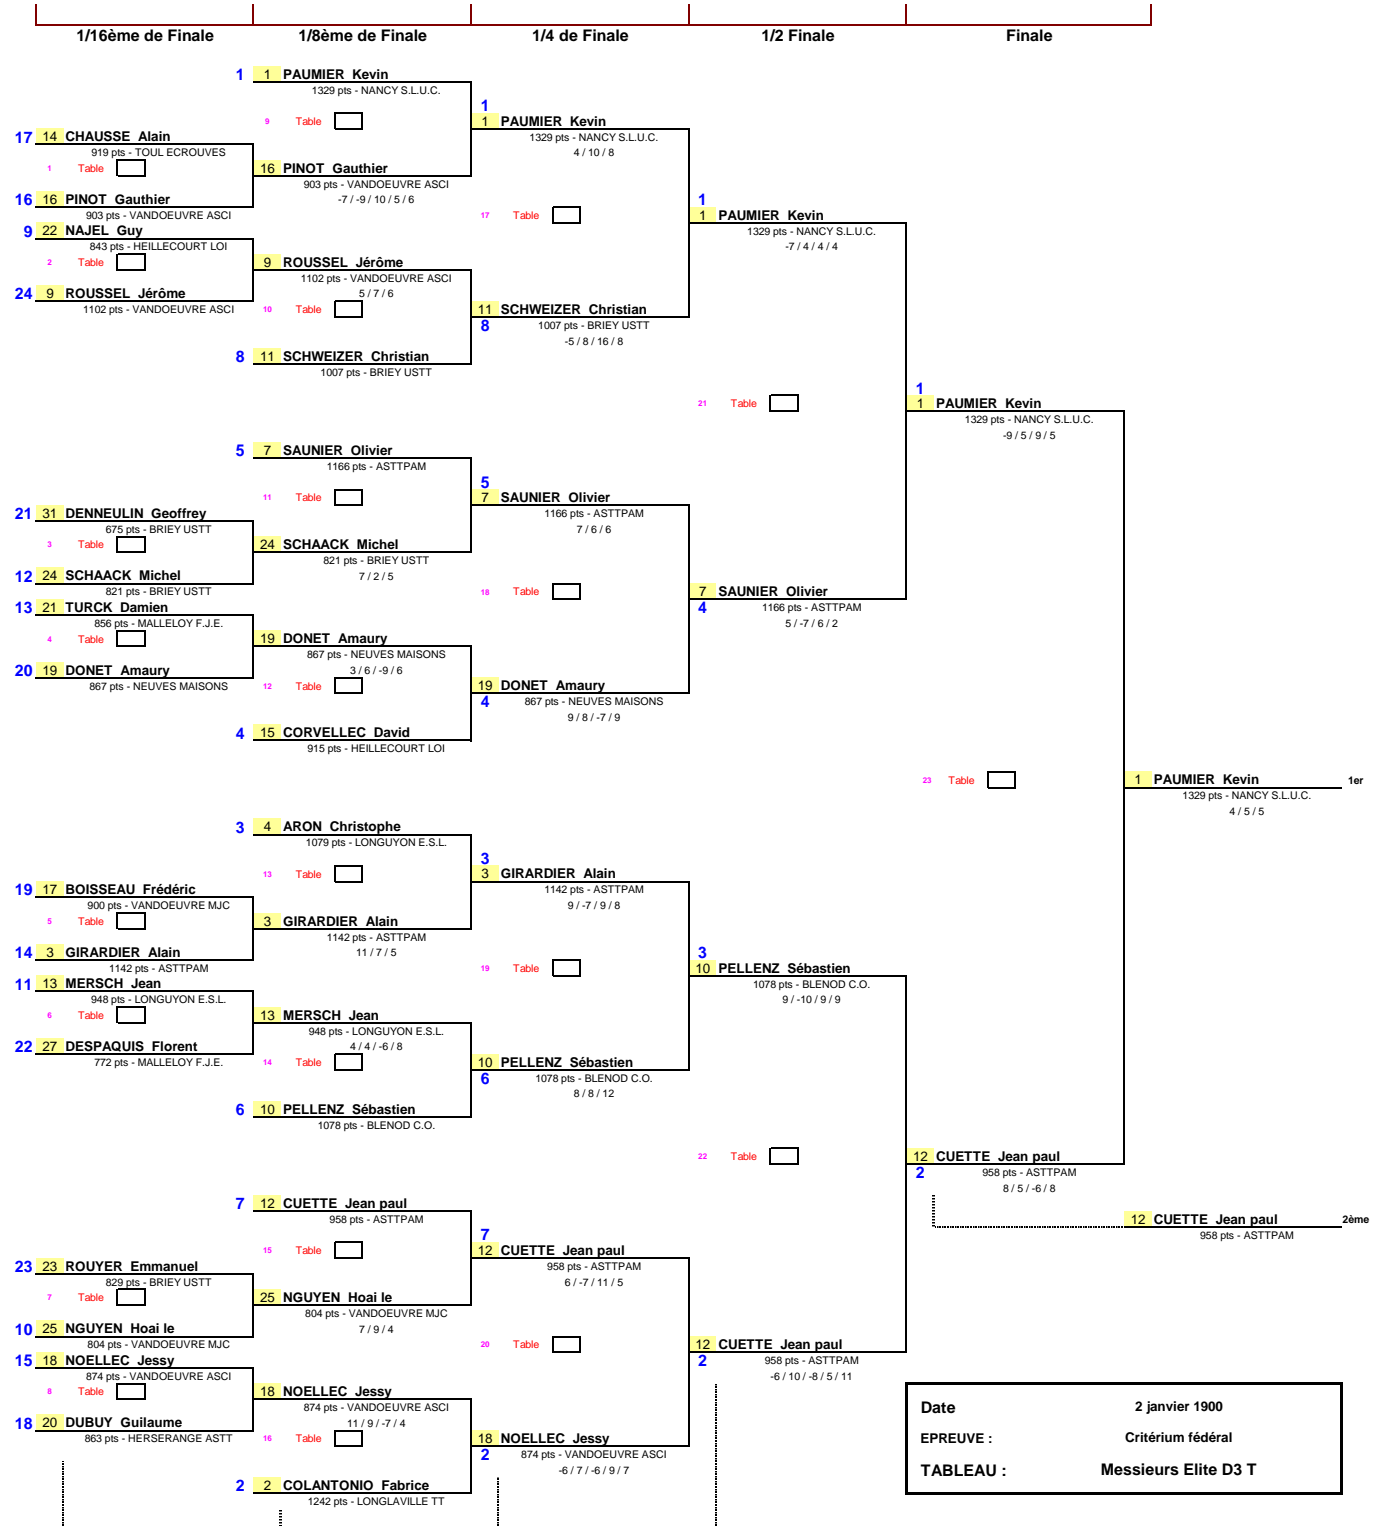 1/16ème de Finale 1/8ème de Finale 1/4 de Finale 1/2 Finale Finale
1 1 PAUMIER Kevin
1329 pts - NANCY S.L.U.C.
1
9 Table 1 PAUMIER Kevin
17 14 CHAUSSE Alain 1329 pts - NANCY S.L.U.C.
919 pts - TOUL ECROUVES 4 / 10 / 8
1 Table 16 PINOT Gauthier
903 pts - VANDOEUVRE ASCI
16 16 PINOT Gauthier -7 / -9 / 10 / 5 / 6 1
903 pts - VANDOEUVRE ASCI 17 Table 1 PAUMIER Kevin
9 22 NAJEL Guy 1329 pts - NANCY S.L.U.C.
843 pts - HEILLECOURT LOI -7 / 4 / 4 / 4
2 Table 9 ROUSSEL Jérôme
1102 pts - VANDOEUVRE ASCI
24 9 ROUSSEL Jérôme 5 / 7 / 6
1102 pts - VANDOEUVRE ASCI 10 Table 11 SCHWEIZER Christian
8 1007 pts - BRIEY USTT
-5 / 8 / 16 / 8
8 11 SCHWEIZER Christian
1007 pts - BRIEY USTT
1
21 Table 1 PAUMIER Kevin
1329 pts - NANCY S.L.U.C.
-9 / 5 / 9 / 5
5 7 SAUNIER Olivier
1166 pts - ASTTPAM
5
11 Table 7 SAUNIER Olivier
21 31 DENNEULIN Geoffrey 1166 pts - ASTTPAM
675 pts - BRIEY USTT 7 / 6 / 6
3 Table 24 SCHAACK Michel
821 pts - BRIEY USTT
12 24 SCHAACK Michel 7 / 2 / 5
821 pts - BRIEY USTT 18 Table 7 SAUNIER Olivier
13 21 TURCK Damien 4 1166 pts - ASTTPAM
856 pts - MALLELOY F.J.E. 5 / -7 / 6 / 2
4 Table 19 DONET Amaury
867 pts - NEUVES MAISONS
20 19 DONET Amaury 3 / 6 / -9 / 6
867 pts - NEUVES MAISONS 12 Table 19 DONET Amaury
4 867 pts - NEUVES MAISONS
9 / 8 / -7 / 9
4 15 CORVELLEC David
915 pts - HEILLECOURT LOI
23 Table 1 PAUMIER Kevin 1er
1329 pts - NANCY S.L.U.C.
4 / 5 / 5
3 4 ARON Christophe
1079 pts - LONGUYON E.S.L.
3
13 Table 3 GIRARDIER Alain
19 17 BOISSEAU Frédéric 1142 pts - ASTTPAM
900 pts - VANDOEUVRE MJC 9 / -7 / 9 / 8
5 Table 3 GIRARDIER Alain
1142 pts - ASTTPAM
14 3 GIRARDIER Alain 11 / 7 / 5 3
1142 pts - ASTTPAM 19 Table 10 PELLENZ Sébastien
11 13 MERSCH Jean 1078 pts - BLENOD C.O.
948 pts - LONGUYON E.S.L. 9 / -10 / 9 / 9
6 Table 13 MERSCH Jean
948 pts - LONGUYON E.S.L.
22 27 DESPAQUIS Florent 4 / 4 / -6 / 8
772 pts - MALLELOY F.J.E. 14 Table 10 PELLENZ Sébastien
6 1078 pts - BLENOD C.O.
8 / 8 / 12
6 10 PELLENZ Sébastien
1078 pts - BLENOD C.O.
22 Table 12 CUETTE Jean paul
2 958 pts - ASTTPAM
8 / 5 / -6 / 8
7 12 CUETTE Jean paul
958 pts - ASTTPAM 12 CUETTE Jean paul 2ème
7 958 pts - ASTTPAM
15 Table 12 CUETTE Jean paul
23 23 ROUYER Emmanuel 958 pts - ASTTPAM
829 pts - BRIEY USTT 6 / -7 / 11 / 5
7 Table 25 NGUYEN Hoai le
804 pts - VANDOEUVRE MJC
10 25 NGUYEN Hoai le 7 / 9 / 4
804 pts - VANDOEUVRE MJC 20 Table 12 CUETTE Jean paul
15 18 NOELLEC Jessy 2 958 pts - ASTTPAM
874 pts - VANDOEUVRE ASCI -6 / 10 / -8 / 5 / 11
8 Table 18 NOELLEC Jessy
874 pts - VANDOEUVRE ASCI Date 2 janvier 1900
18 20 DUBUY Guilaume 11 / 9 / -7 / 4
863 pts - HERSERANGE ASTT 16 Table 18 NOELLEC Jessy EPREUVE : Critérium fédéral
2 874 pts - VANDOEUVRE ASCI
-6 / 7 / -6 / 9 / 7 TABLEAU : Messieurs Elite D3 T
2 2 COLANTONIO Fabrice
1242 pts - LONGLAVILLE TT